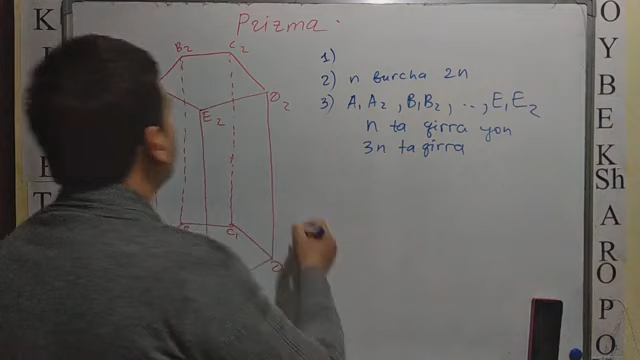 Prizma.
B2 C2
D2
E2
C1
1)
2) n burcha 2n
3) A1A2, B1B2, ..., E1E2
n ta qirra yon
3n ta qirra
K
O
Y
B
E
K
Sh
A
R
O
P
O